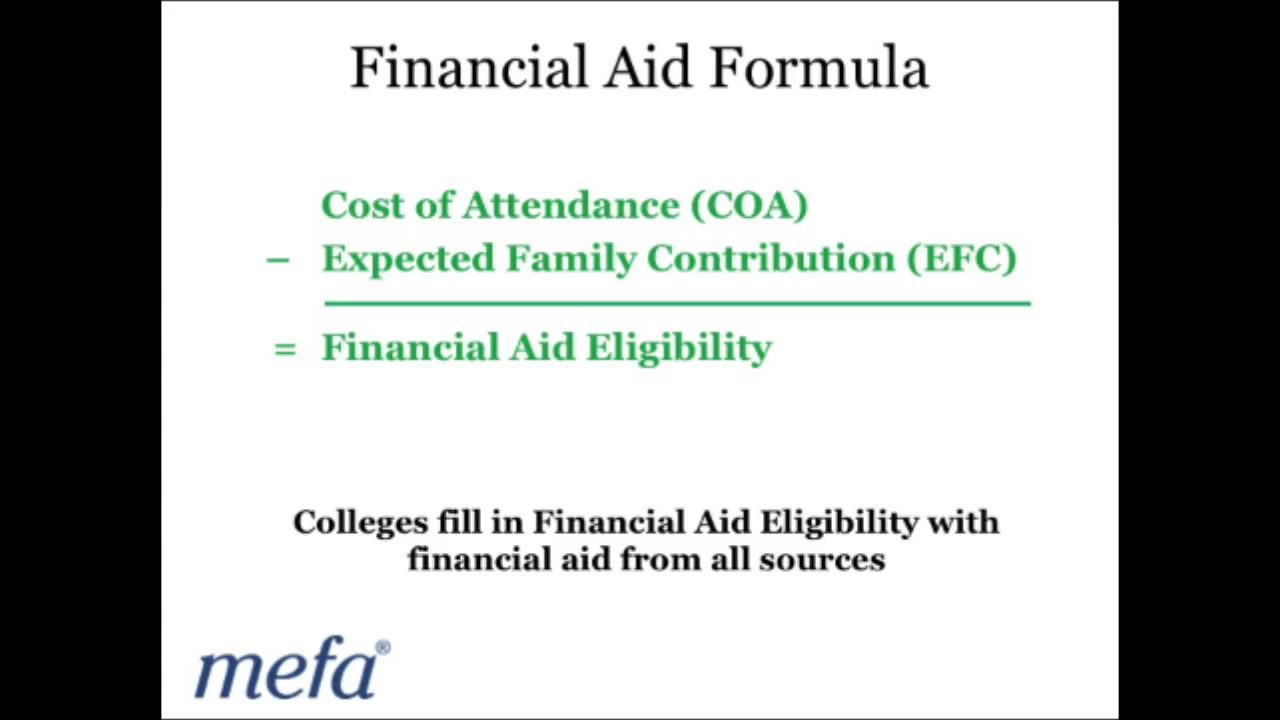 Financial Aid Formula
Cost of Attendance (COA)
– Expected Family Contribution (EFC)
= Financial Aid Eligibility
Colleges fill in Financial Aid Eligibility with
financial aid from all sources
mefa®